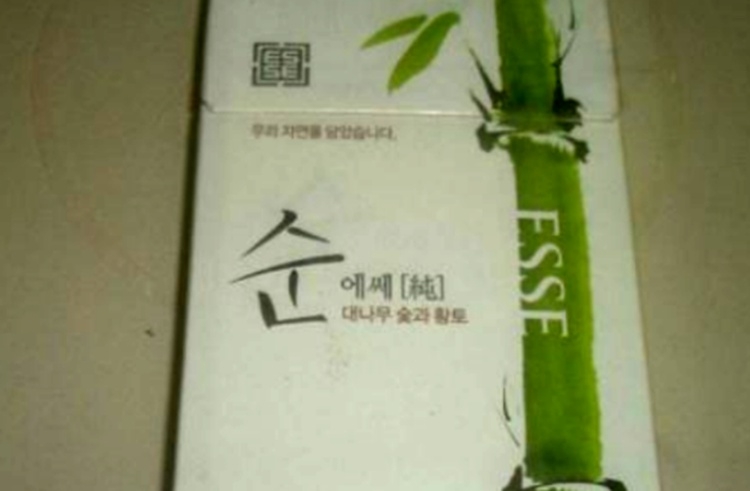 우리 자연을 담았습니다.
순
에쎄 [純]
대나무 숯과 황토
ESSE